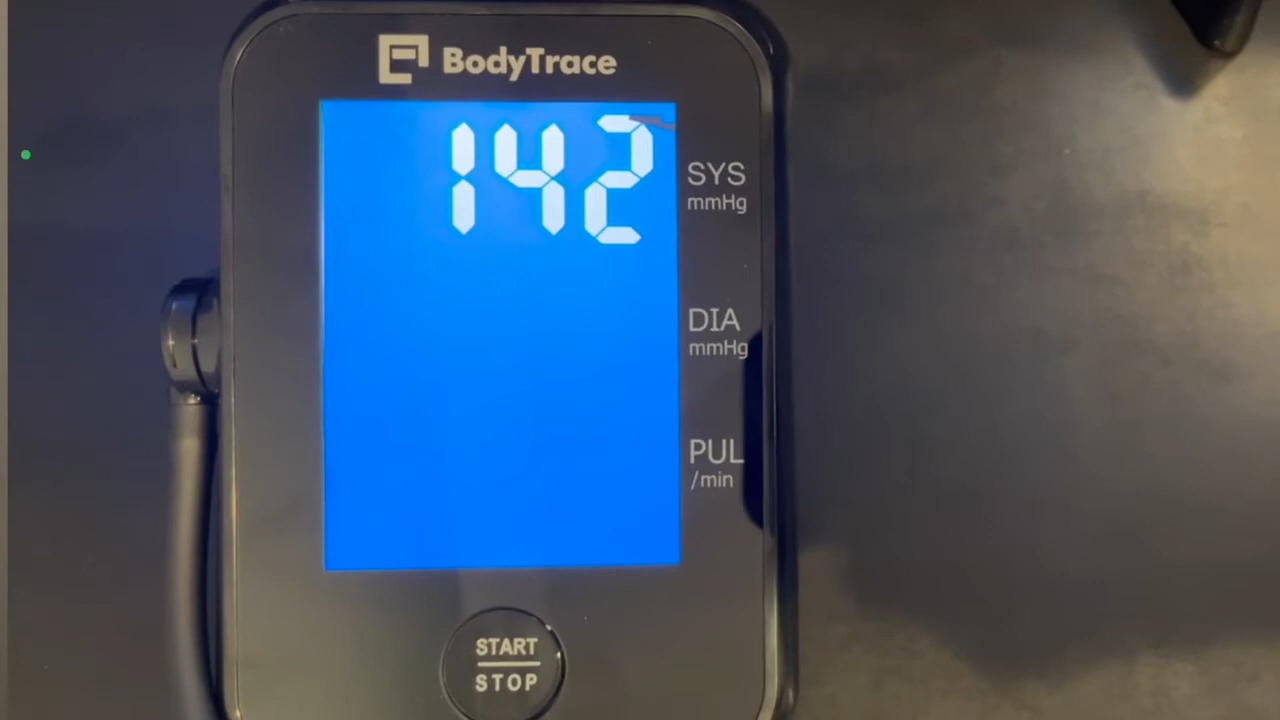 BodyTrace
142
SYS
mmHg
DIA
mmHg
PUL
/min
START
STOP